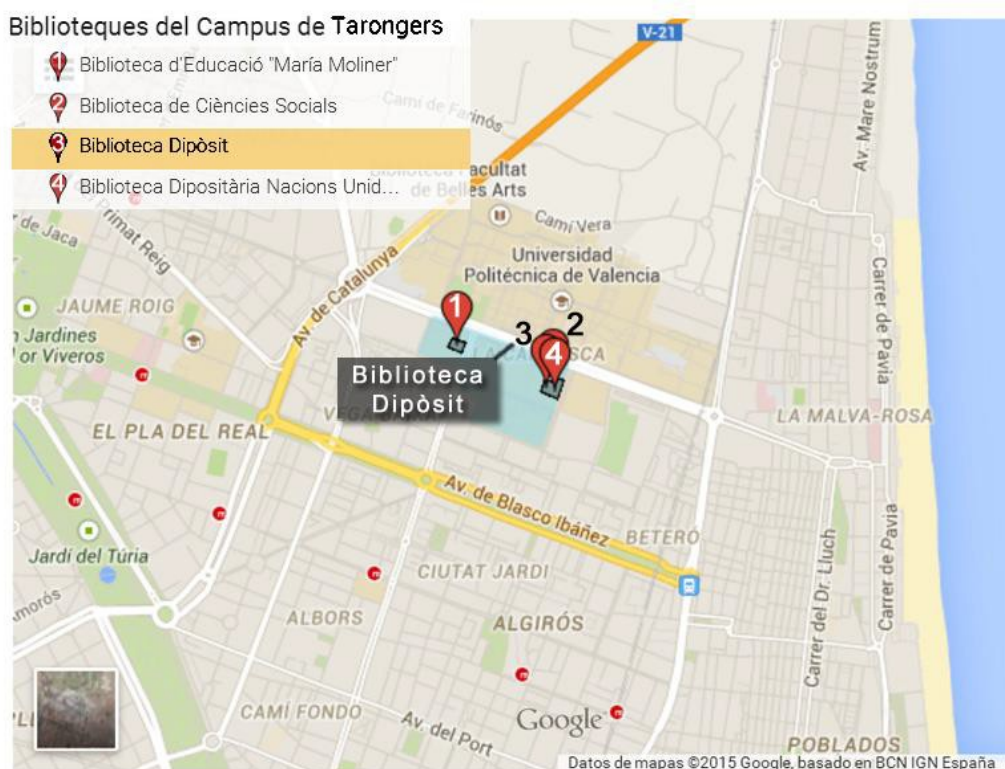 Biblioteques del Campus de Tarongers
1 Biblioteca d'Educació "María Moliner"
2 Biblioteca de Ciències Socials
3 Biblioteca Dipòsit
4 Biblioteca Dipositària Nacions Unid...
V-21
Camí de Farinós
Av. Mare Nostrum
Facultat
de Belles Arts
Camí Vera
de Jaca
Primat Reig
Universidad
Politécnica de Valencia
Av. de Catalunya
Carrer de Pavia
JAUME ROIG
Jardines
or Viveros
1
3
2
4
Biblioteca
Dipòsit
LA MALVA-ROSA
EL PLA DEL REAL
Av. de Blasco Ibáñez
BETERÓ
Jardí del Túria
CIUTAT JARDÍ
Carrer del Dr. Lluch
Carrer de Pavia
Amorós
ALBORS
ALGIRÓS
CAMÍ FONDO
Av. del Port
Google
POBLADOS
Datos de mapas ©2015 Google, basado en BCN IGN España